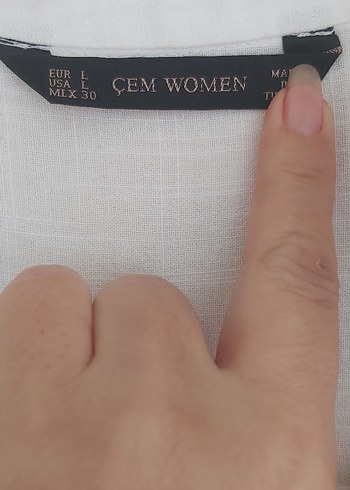 EUR L
USA L
MEX 30
ÇEM WOMEN